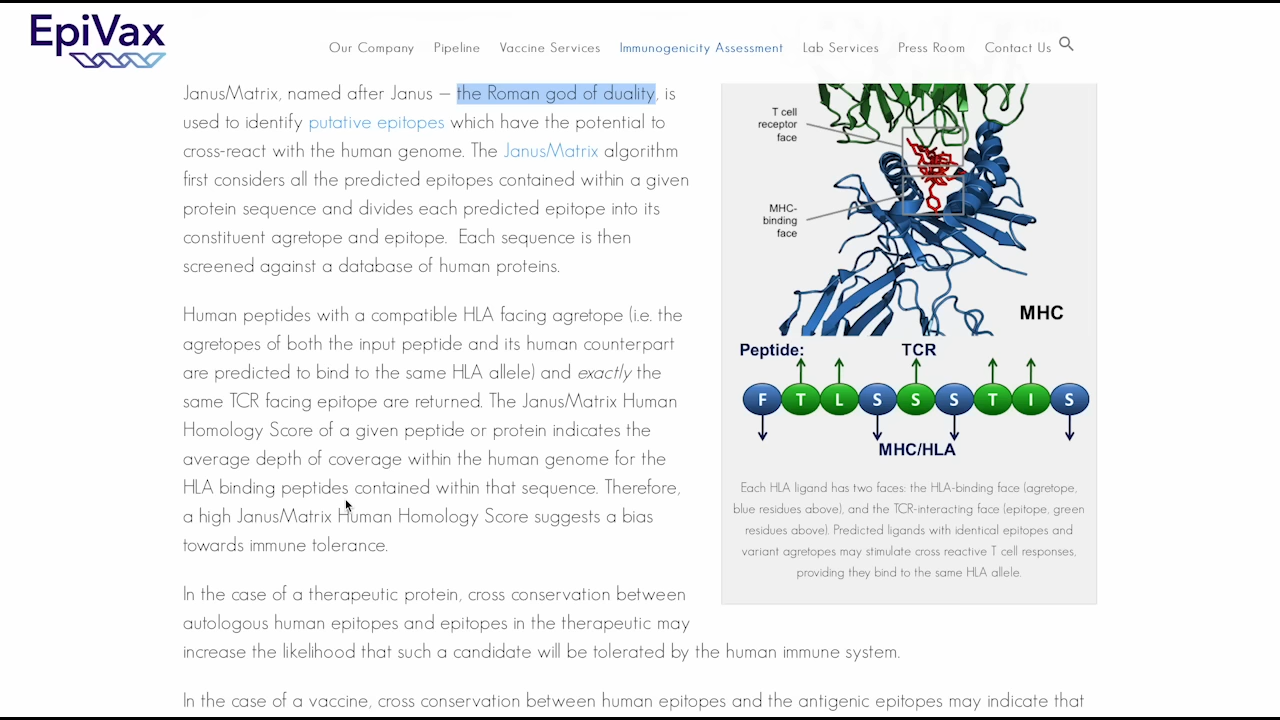 EpiVax
Our Company Pipeline Vaccine Services Immunogenicity Assessment Lab Services Press Room Contact Us
JanusMatrix, named after Janus – the Roman god of duality, is
used to identify putative epitopes which have the potential to
cross-react with the human genome. The JanusMatrix algorithm
first considers all the predicted epitopes contained within a given
protein sequence and divides each predicted epitope into its
constituent agretope and epitope. Each sequence is then
screened against a database of human proteins.
Human peptides with a compatible HLA facing agretope (i.e. the
agretopes of both the input peptide and its human counterpart
are predicted to bind to the same HLA allele) and exactly the
same TCR facing epitope are returned. The JanusMatrix Human
Homology Score of a given peptide or protein indicates the
average depth of coverage within the human genome for the
HLA binding peptides contained within that sequence. Therefore,
a high JanusMatrix Human Homology Score suggests a bias
towards immune tolerance.
In the case of a therapeutic protein, cross conservation between
autologous human epitopes and epitopes in the therapeutic may
increase the likelihood that such a candidate will be tolerated by the human immune system.
In the case of a vaccine, cross conservation between human epitopes and the antigenic epitopes may indicate that
T cell
receptor
face
MHC-
binding
face
MHC
Peptide: TCR
F T L S S S T I S
MHC/HLA
Each HLA ligand has two faces: the HLA-binding face (agretope,
blue residues above), and the TCR-interacting face (epitope, green
residues above). Predicted ligands with identical epitopes and
variant agretopes may stimulate cross reactive T cell responses,
providing they bind to the same HLA allele.